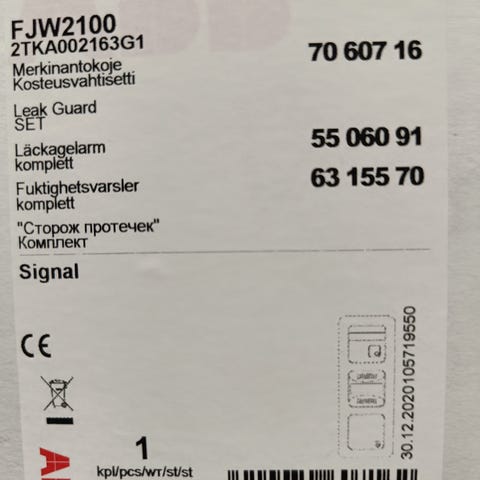 FJW2100
2TKA002163G1
70 607 16
Merkinantokoje
Kosteusvahtisetti
Leak Guard
SET
Läckagelarm
komplett
55 060 91
Fuktighetsvarsler
komplett
63 155 70
"Сторож протечек"
Комплект
Signal
CE
30.12.2020105719550
1
kpl/pcs/wт/st/st